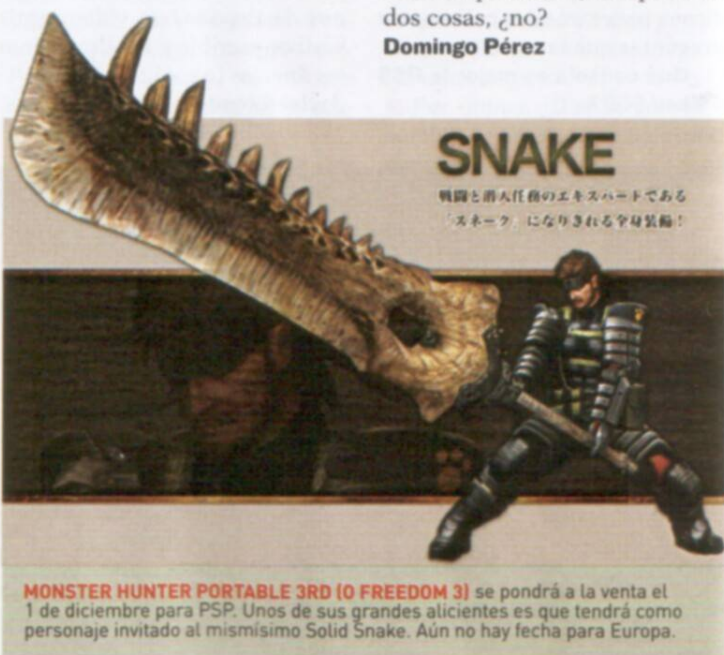 dos cosas, ¿no?
Domingo Pérez
SNAKE
戦闘と潜入任務のエキスパートである
「スネーク」になりきれる全身装備!
MONSTER HUNTER PORTABLE 3RD (O FREEDOM 3) se pondrá a la venta el
1 de diciembre para PSP. Unos de sus grandes alicientes es que tendrá como
personaje invitado al mismísimo Solid Snake. Aún no hay fecha para Europa.